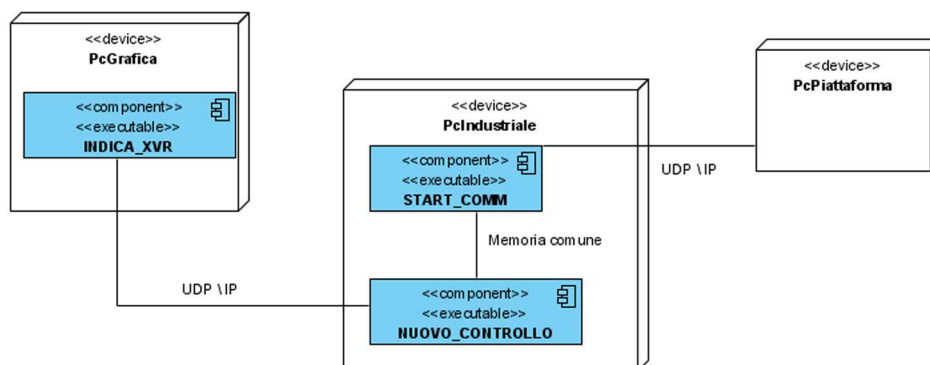 <<device>>
PcGrafica
<<component>>
<<executable>>
INDICA_XVR
<<device>>
PcIndustriale
<<component>>
<<executable>>
START_COMM
Memoria comune
<<component>>
<<executable>>
NUOVO_CONTROLLO
UDP \ IP
<<device>>
PcPiattaforma
UDP \ IP